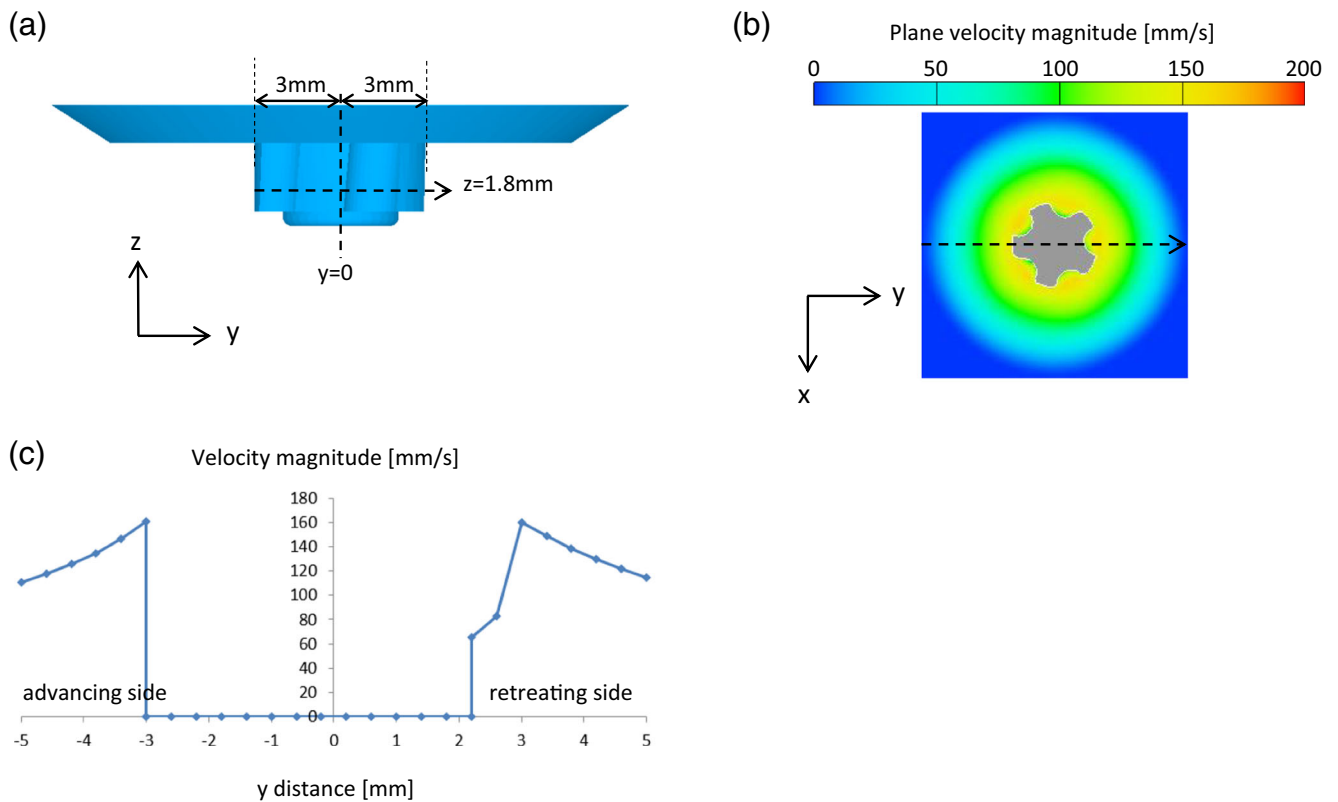 (a)
3mm 3mm
z=1.8mm
y=0
z
y
(b)
Plane velocity magnitude [mm/s]
0 50 100 150 200
y
x
(c)
Velocity magnitude [mm/s]
180
160
140
120
100
80
60
40
20
0
advancing side
retreating side
-5 -4 -3 -2 -1 0 1 2 3 4 5
y distance [mm]